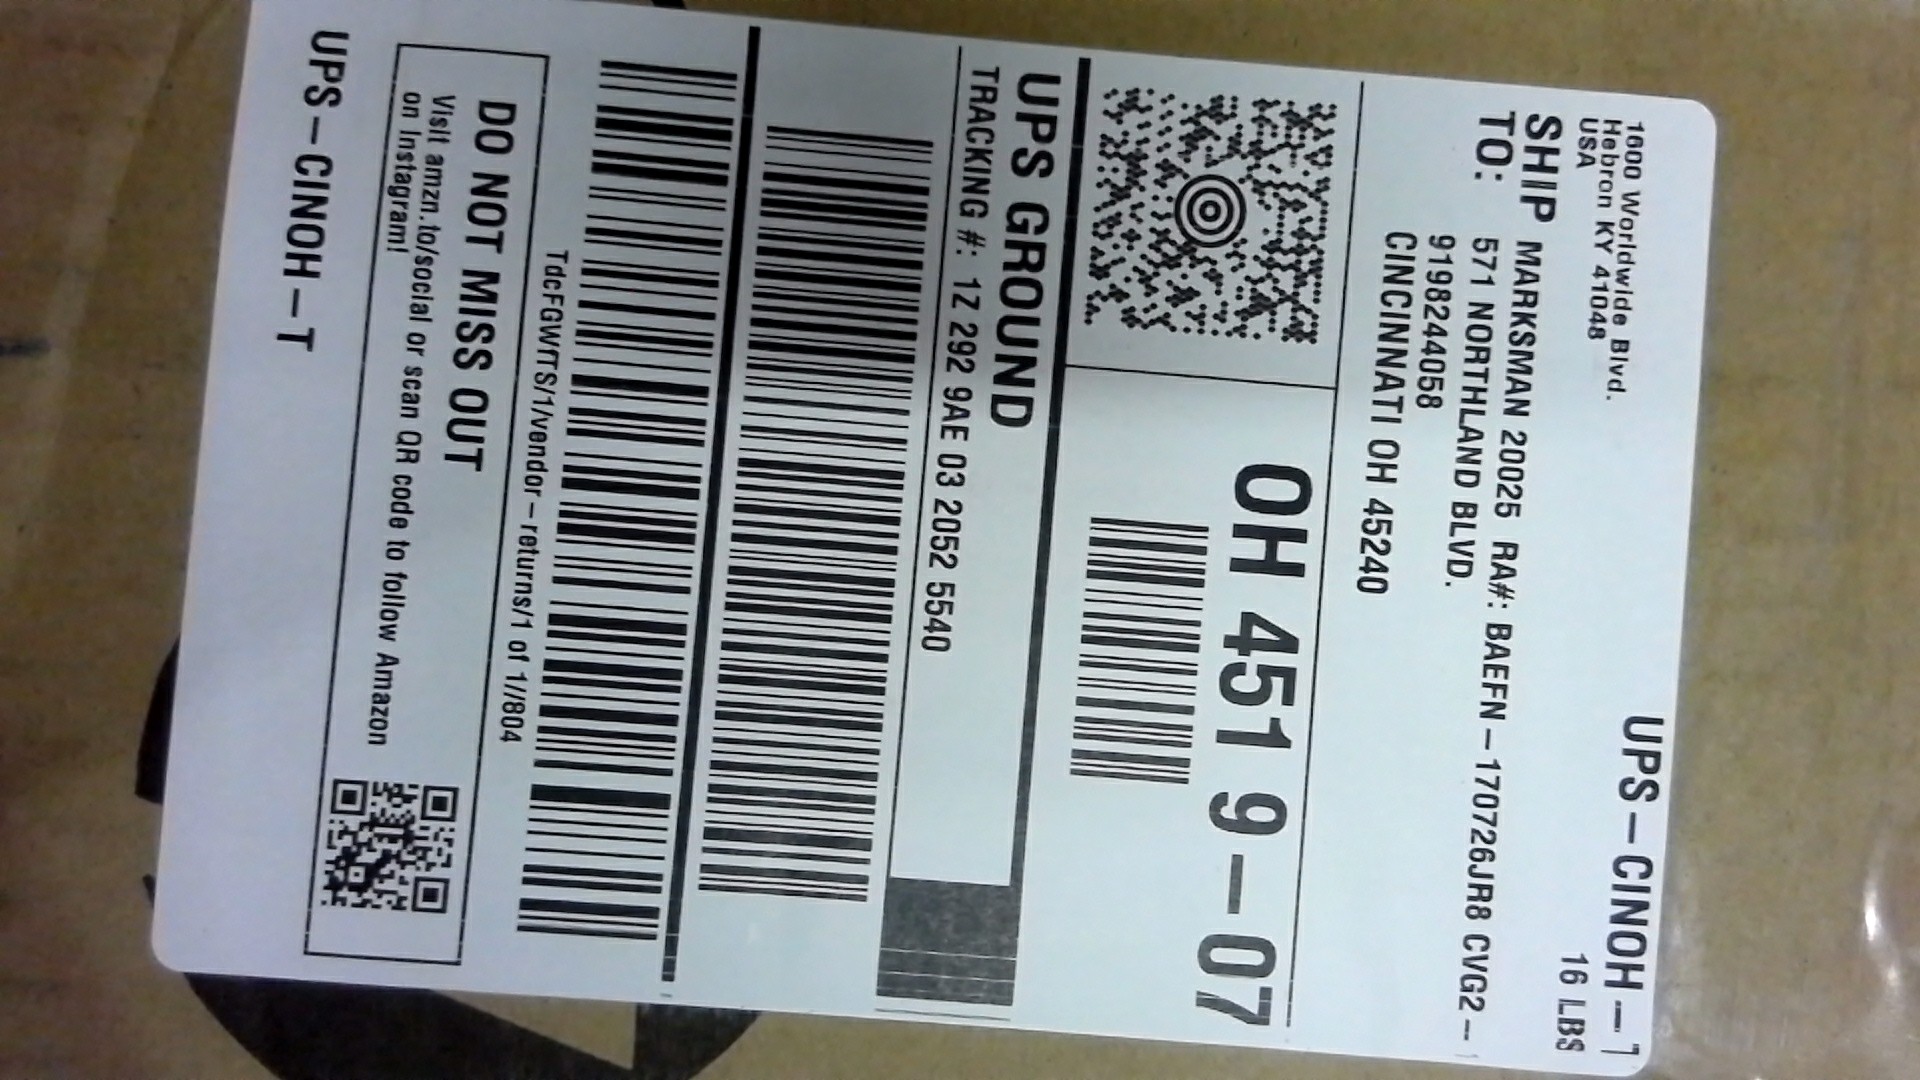 UPS-CINOH-T
16 LBS
1600 Worldwide Blvd.
Hebron KY 41048
USA
SHIP
TO:
MARKSMAN 20025 RA#: BAEFN-170726JR8 CVG2-
571 NORTHLAND BLVD.
9198244058
CINCINNATI OH 45240
OH 451 9-07
UPS GROUND
TRACKING #: 1Z 292 9AE 03 2052 5540
TdcFGWfTS/1/vendor-returns/1 of 1//804
DO NOT MISS OUT
Visit amzn.to/social or scan QR code to follow Amazon
on Instagram!
UPS-CINOH-T